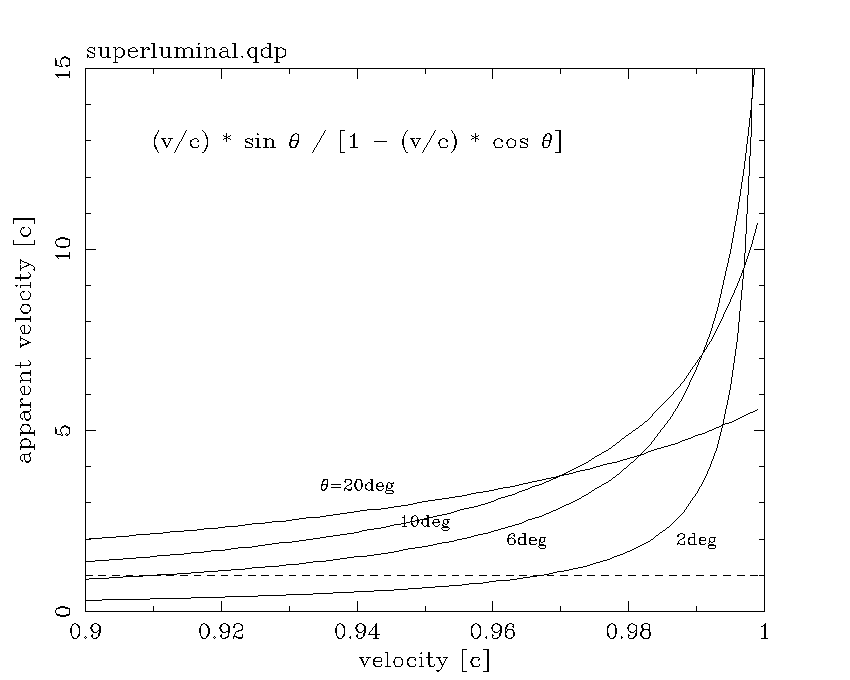 superluminal.qdp
15
(v/c) * sin θ / [1 − (v/c) * cos θ]
10
apparent velocity [c]
5
θ=20deg
10deg
6deg
2deg
0
0.9 0.92 0.94 0.96 0.98 1
velocity [c]